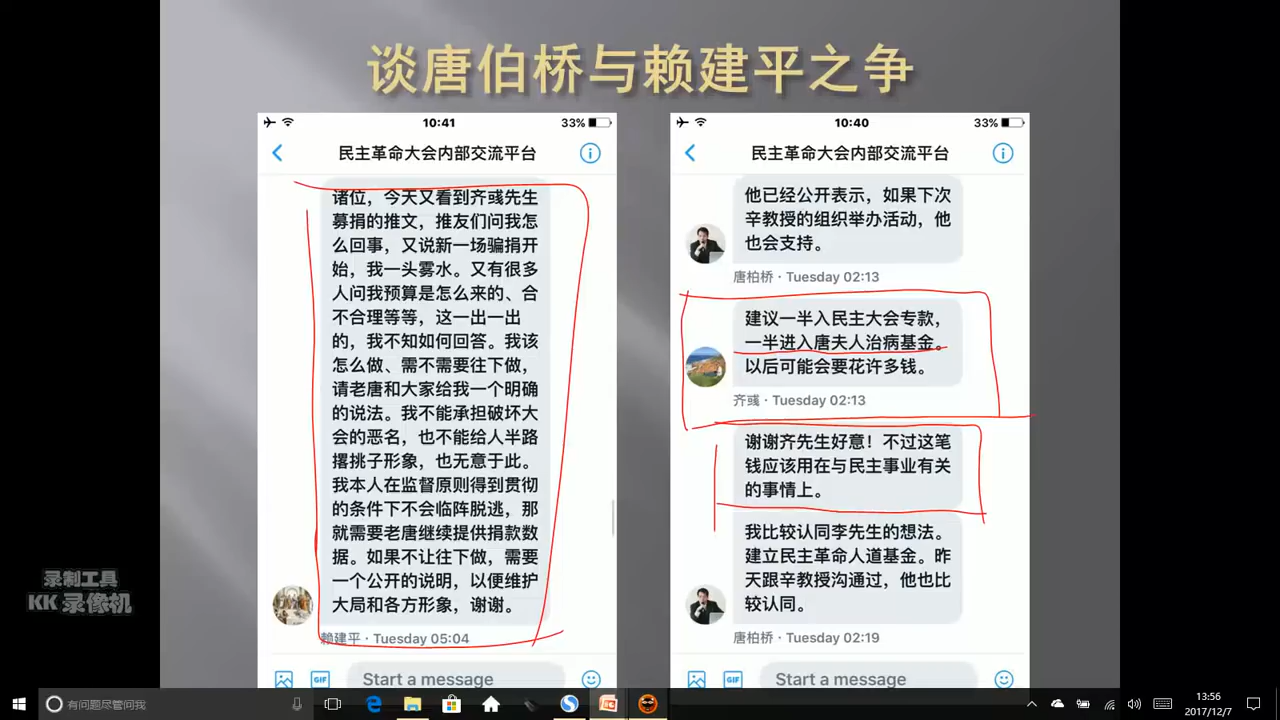 谈唐伯桥与赖建平之争
10:41
33%
民主革命大会内部交流平台
诸位，今天又看到齐彧先生
募捐的推文，推友们问我怎
么回事，又说新一场骗捐开
始，我一头雾水。又有很多
人问我预算是怎么来的、合
不合理等等，这一出一出
的，我不知如何回答。我该
怎么做、需不需要往下做，
请老唐和大家给我一个明确
的说法。我不能承担破坏大
会的恶名，也不能给人半路
撂挑子形象，也无意于此。
我本人在监督原则得到贯彻
的条件下不会临阵脱逃，那
就需要老唐继续提供捐款数
据。如果不让往下做，需要
一个公开的说明，以便维护
大局和各方形象，谢谢。
赖建平 · Tuesday 05:04
GIF
Start a message
10:40
33%
民主革命大会内部交流平台
他已经公开表示，如果下次
辛教授的组织举办活动，他
也会支持。
唐柏桥 · Tuesday 02:13
建议一半入民主大会专款，
一半进入唐夫人治病基金。
以后可能会要花许多钱。
齐彧 · Tuesday 02:13
谢谢齐先生好意！不过这笔
钱应该用在与民主事业有关
的事情上。
我比较认同李先生的想法。
建立民主革命人道基金。昨
天跟辛教授沟通过，他也比
较认同。
唐柏桥 · Tuesday 02:19
GIF
Start a message
录制工具
KK 录像机
有问题尽管问我
13:56
2017/12/7